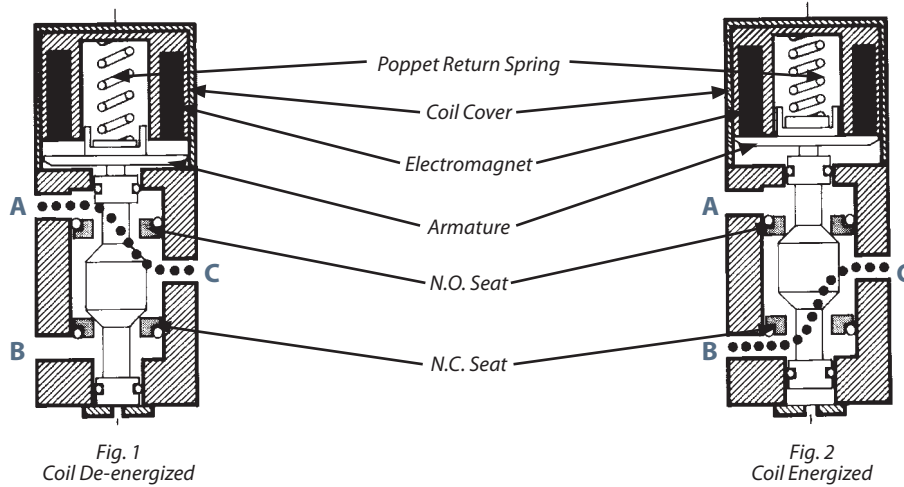 Poppet Return Spring
Coil Cover
Electromagnet
Armature
N.O. Seat
N.C. Seat
A
C
B
A
C
B
Fig. 1
Coil De-energized
Fig. 2
Coil Energized